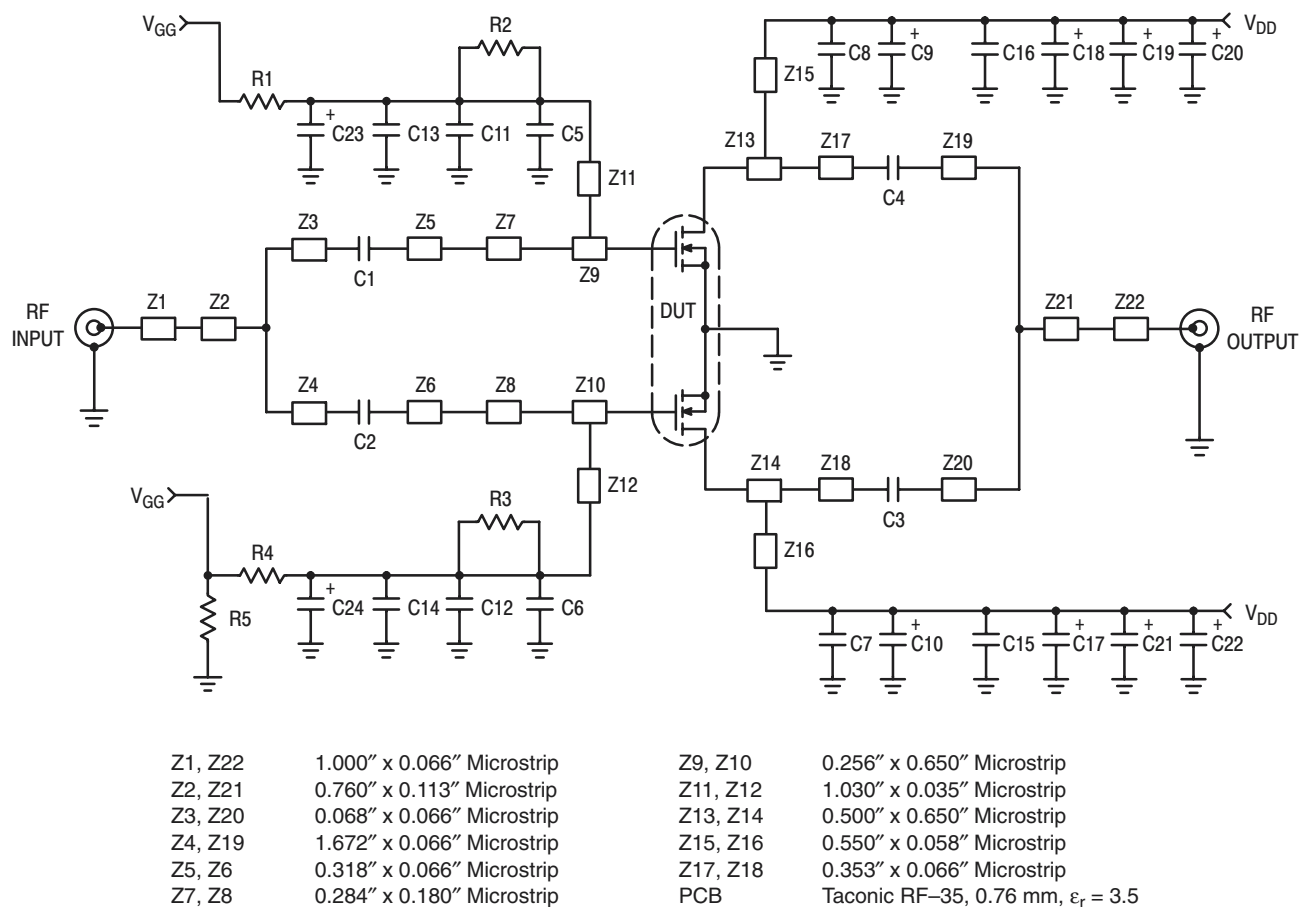 V_GG
R1
R2
C23
+
C13
C11
C5
Z11
Z15
C8
+
C9
C16
+
C18
+
C19
+
C20
V_DD
Z13
Z17
C4
Z19
Z3
C1
Z5
Z7
Z9
DUT
RF
INPUT
Z1
Z2
Z21
Z22
RF
OUTPUT
Z4
C2
Z6
Z8
Z10
Z12
Z14
Z18
C3
Z20
Z16
V_GG
R4
R5
R3
+
C24
C14
C12
C6
C7
+
C10
C15
+
C17
+
C21
+
C22
V_DD
Z1, Z22 1.000″ x 0.066″ Microstrip
Z2, Z21 0.760″ x 0.113″ Microstrip
Z3, Z20 0.068″ x 0.066″ Microstrip
Z4, Z19 1.672″ x 0.066″ Microstrip
Z5, Z6 0.318″ x 0.066″ Microstrip
Z7, Z8 0.284″ x 0.180″ Microstrip
Z9, Z10 0.256″ x 0.650″ Microstrip
Z11, Z12 1.030″ x 0.035″ Microstrip
Z13, Z14 0.500″ x 0.650″ Microstrip
Z15, Z16 0.550″ x 0.058″ Microstrip
Z17, Z18 0.353″ x 0.066″ Microstrip
PCB Taconic RF–35, 0.76 mm, ε_r = 3.5